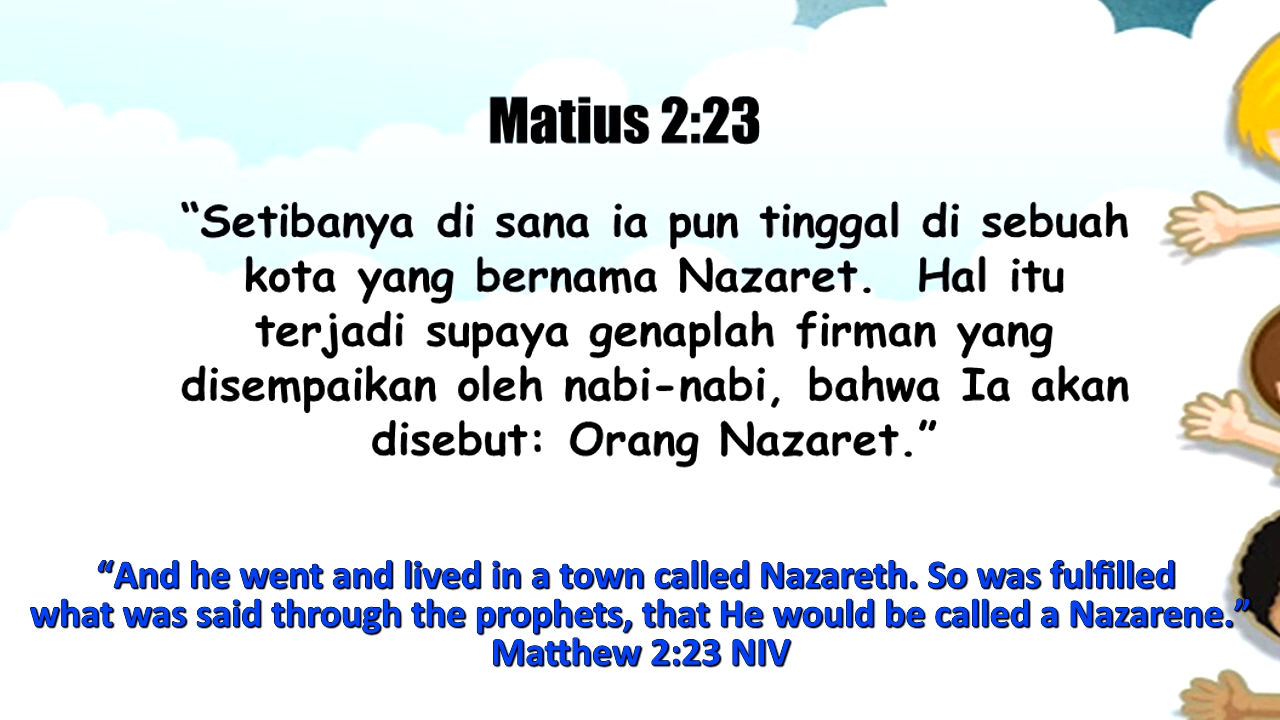 Matius 2:23
“Setibanya di sana ia pun tinggal di sebuah
kota yang bernama Nazaret.  Hal itu
terjadi supaya genaplah firman yang
disempaikan oleh nabi-nabi, bahwa Ia akan
disebut: Orang Nazaret.”
“And he went and lived in a town called Nazareth. So was fulfilled
what was said through the prophets, that He would be called a Nazarene.”
Matthew 2:23 NIV